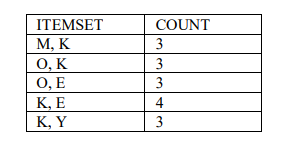 ITEMSET COUNT
M, K 3
O, K 3
O, E 3
K, E 4
K, Y 3